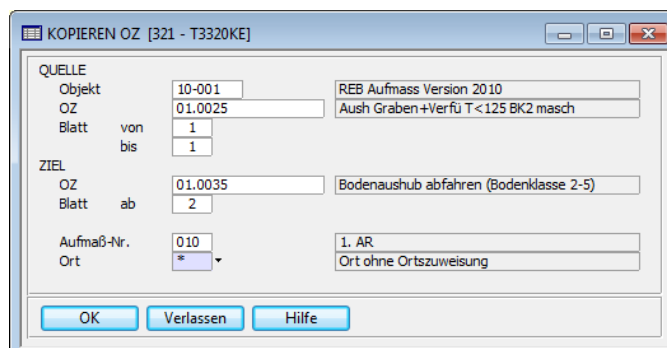 KOPIEREN OZ [321 - T3320KE]
QUELLE
Objekt 10-001 REB Aufmass Version 2010
OZ 01.0025 Aush Graben+Verfü T<125 BK2 masch
Blatt von 1
bis 1
ZIEL
OZ 01.0035 Bodenaushub abfahren (Bodenklasse 2-5)
Blatt ab 2
Aufmaß-Nr. 010 1. AR
Ort * Ort ohne Ortszuweisung
OK Verlassen Hilfe